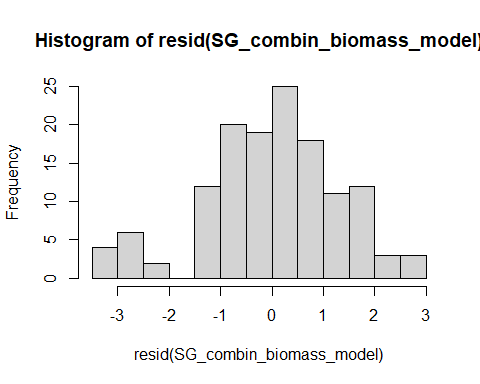 Histogram of resid(SG_combin_biomass_model)
Frequency
25
20
15
10
5
0
-3 -2 -1 0 1 2 3
resid(SG_combin_biomass_model)